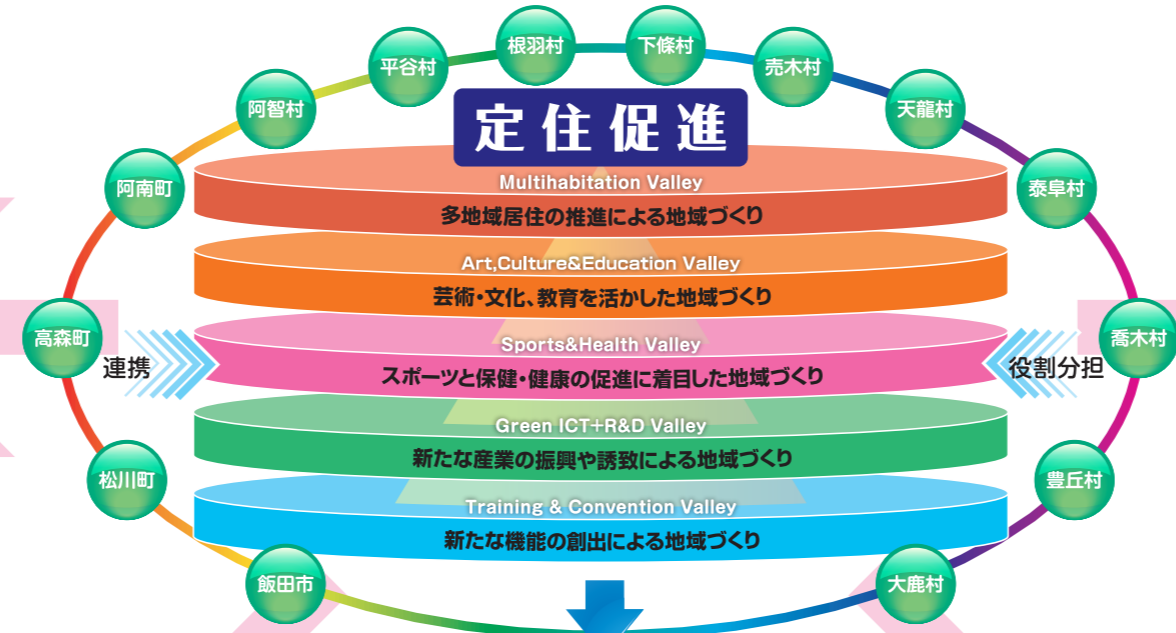 根羽村
下條村
平谷村
売木村
阿智村
天龍村
定住促進
阿南町
泰阜村
Multihabitation Valley
多地域居住の推進による地域づくり
Art,Culture&Education Valley
芸術・文化、教育を活かした地域づくり
高森町
喬木村
連携
役割分担
Sports&Health Valley
スポーツと保健・健康の促進に着目した地域づくり
Green ICT+R&D Valley
新たな産業の振興や誘致による地域づくり
松川町
豊丘村
Training & Convention Valley
新たな機能の創出による地域づくり
飯田市
大鹿村